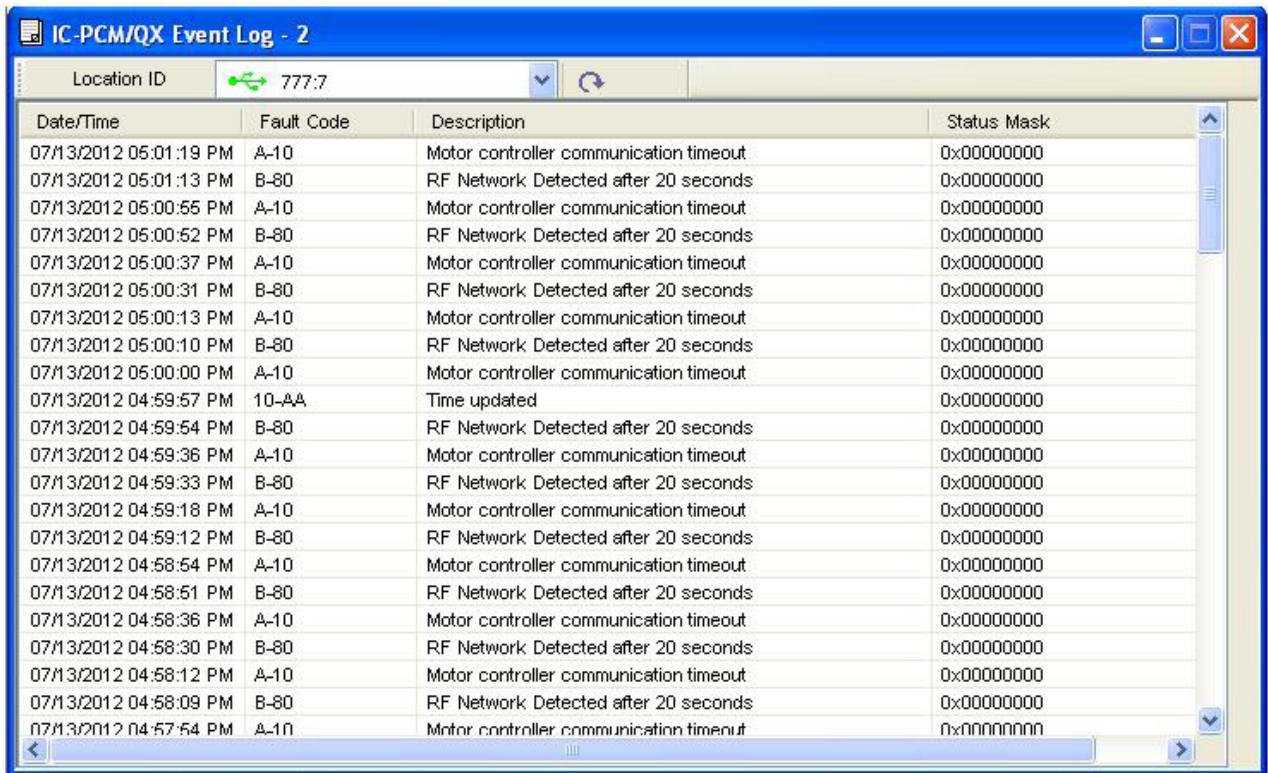 IC-PCM/QX Event Log - 2
Location ID 777:7
Date/Time Fault Code Description Status Mask
07/13/2012 05:01:19 PM A-10 Motor controller communication timeout 0x00000000
07/13/2012 05:01:13 PM B-80 RF Network Detected after 20 seconds 0x00000000
07/13/2012 05:00:55 PM A-10 Motor controller communication timeout 0x00000000
07/13/2012 05:00:52 PM B-80 RF Network Detected after 20 seconds 0x00000000
07/13/2012 05:00:37 PM A-10 Motor controller communication timeout 0x00000000
07/13/2012 05:00:31 PM B-80 RF Network Detected after 20 seconds 0x00000000
07/13/2012 05:00:13 PM A-10 Motor controller communication timeout 0x00000000
07/13/2012 05:00:10 PM B-80 RF Network Detected after 20 seconds 0x00000000
07/13/2012 05:00:00 PM A-10 Motor controller communication timeout 0x00000000
07/13/2012 04:59:57 PM 10-AA Time updated 0x00000000
07/13/2012 04:59:54 PM B-80 RF Network Detected after 20 seconds 0x00000000
07/13/2012 04:59:36 PM A-10 Motor controller communication timeout 0x00000000
07/13/2012 04:59:33 PM B-80 RF Network Detected after 20 seconds 0x00000000
07/13/2012 04:59:18 PM A-10 Motor controller communication timeout 0x00000000
07/13/2012 04:59:12 PM B-80 RF Network Detected after 20 seconds 0x00000000
07/13/2012 04:58:54 PM A-10 Motor controller communication timeout 0x00000000
07/13/2012 04:58:51 PM B-80 RF Network Detected after 20 seconds 0x00000000
07/13/2012 04:58:36 PM A-10 Motor controller communication timeout 0x00000000
07/13/2012 04:58:30 PM B-80 RF Network Detected after 20 seconds 0x00000000
07/13/2012 04:58:12 PM A-10 Motor controller communication timeout 0x00000000
07/13/2012 04:58:09 PM B-80 RF Network Detected after 20 seconds 0x00000000
07/13/2012 04:57:54 PM A-10 Motor controller communication timeout 0x00000000